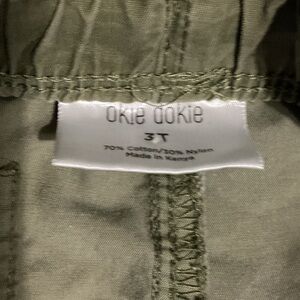 okie dokie
3T
70% Cotton/30% Nylon
Made in Kenya